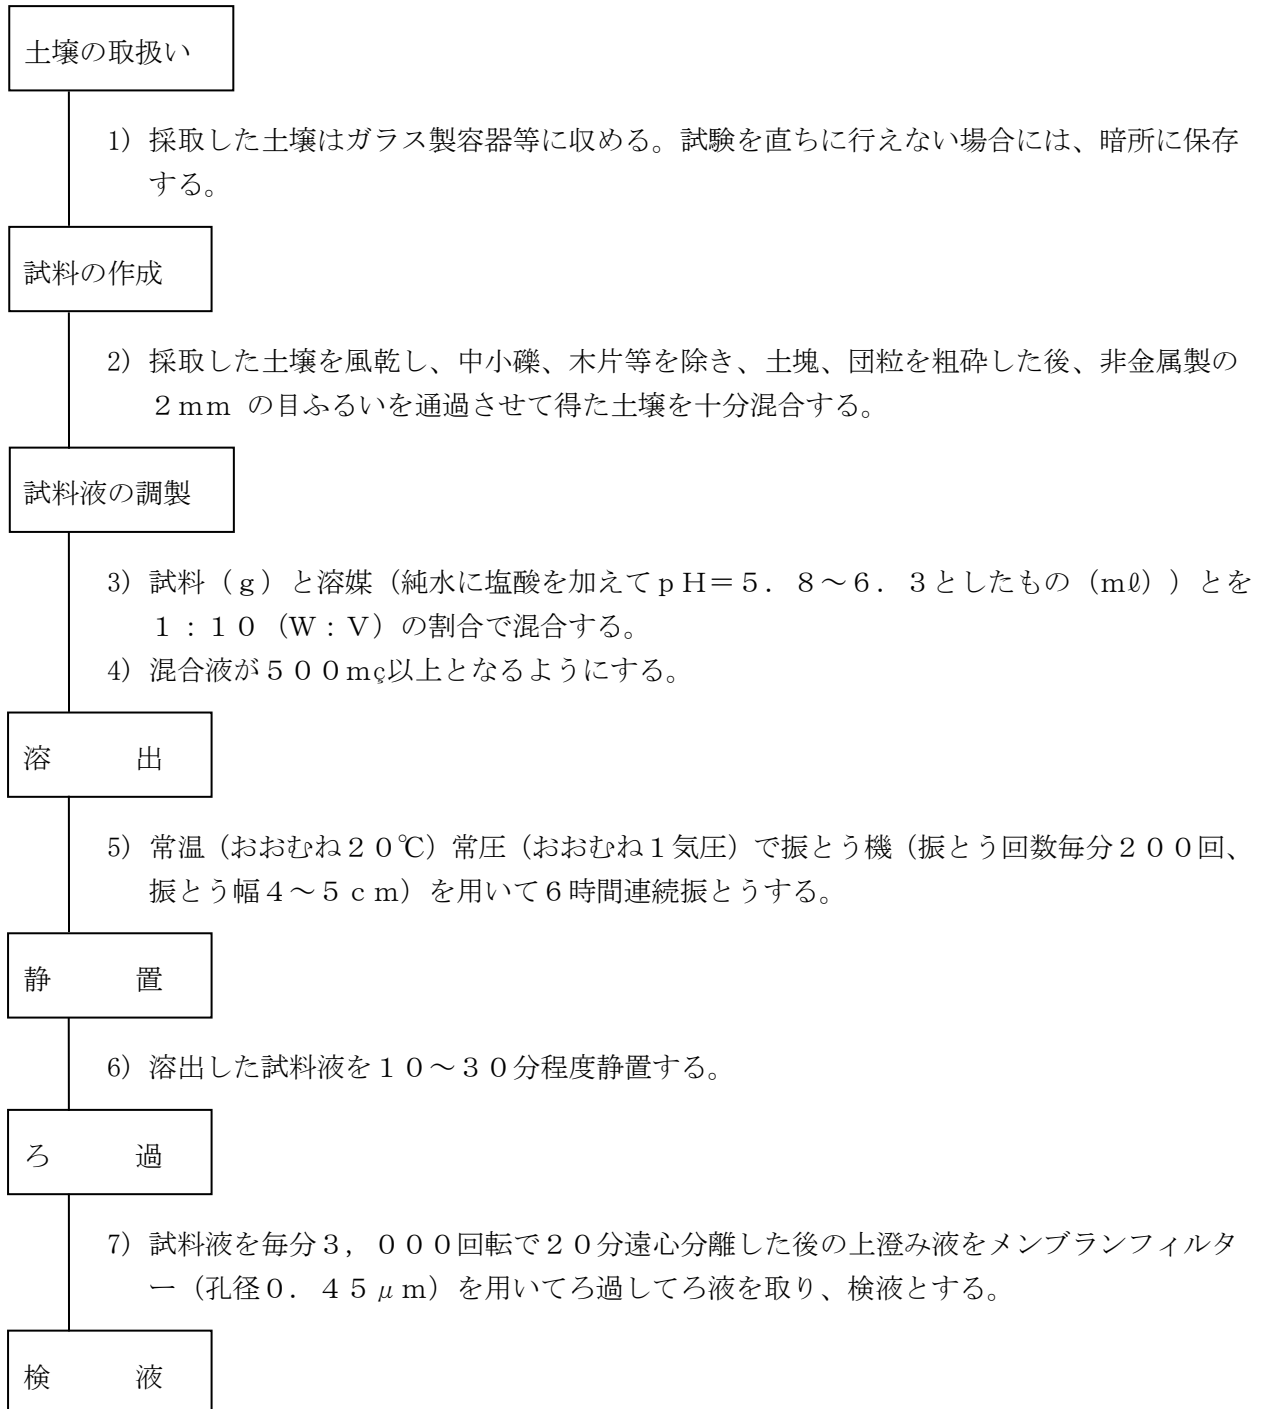 土壌の取扱い
1) 採取した土壌はガラス製容器等に収める。試験を直ちに行えない場合には、暗所に保存
する。
試料の作成
2) 採取した土壌を風乾し、中小礫、木片等を除き、土塊、団粒を粗砕した後、非金属製の
２mm の目ふるいを通過させて得た土壌を十分混合する。
試料液の調製
3) 試料（ｇ）と溶媒（純水に塩酸を加えてｐＨ＝５．８～６．３としたもの（mℓ））とを
１：１０（Ｗ：Ｖ）の割合で混合する。
4) 混合液が５００mç以上となるようにする。
溶　　　出
5) 常温（おおむね２０℃）常圧（おおむね１気圧）で振とう機（振とう回数毎分２００回、
振とう幅４～５ｃｍ）を用いて６時間連続振とうする。
静　　　置
6) 溶出した試料液を１０～３０分程度静置する。
ろ　　　過
7) 試料液を毎分３，０００回転で２０分遠心分離した後の上澄み液をメンブランフィルタ
ー（孔径０．４５μｍ）を用いてろ過してろ液を取り、検液とする。
検　　　液